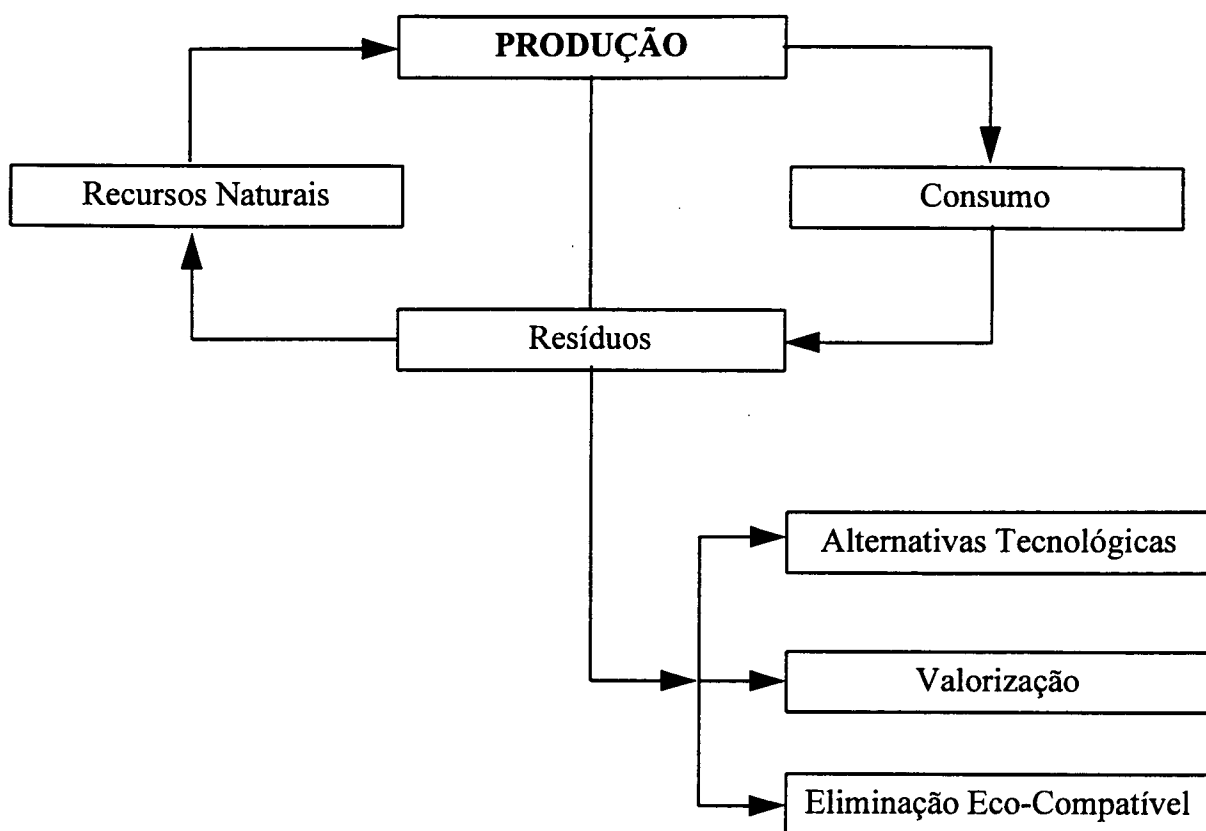 PRODUÇÃO
Recursos Naturais
Consumo
Resíduos
Alternativas Tecnológicas
Valorização
Eliminação Eco-Compatível